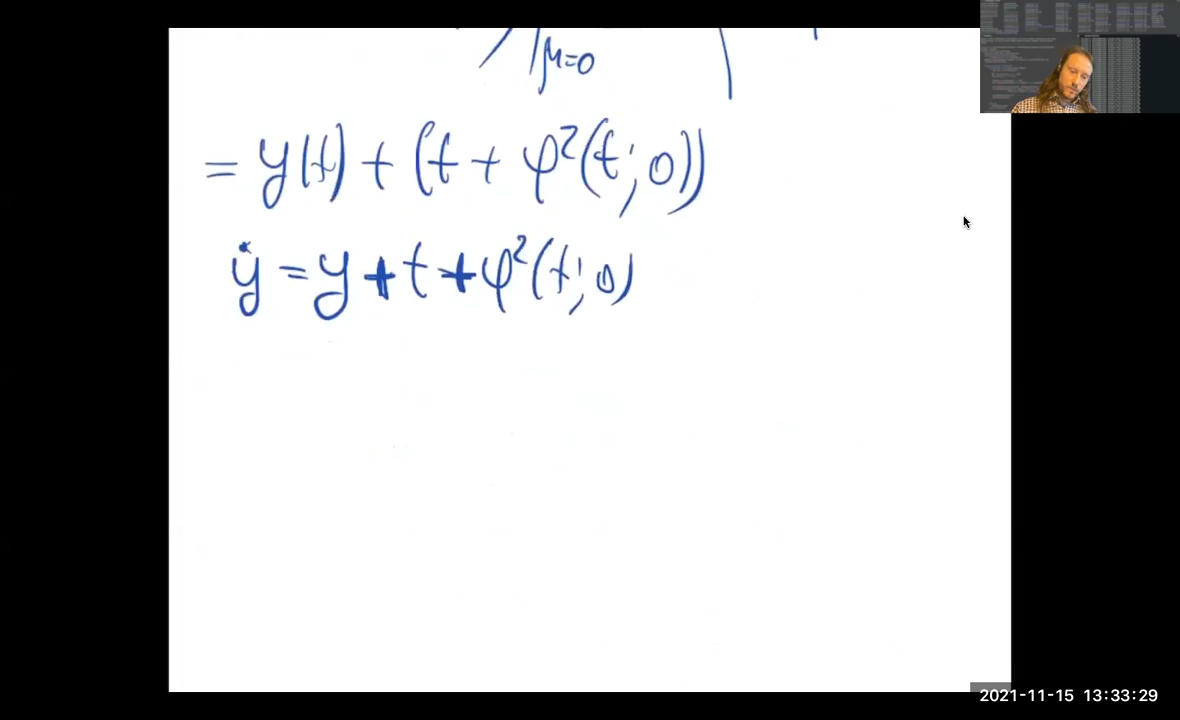 μ=0
= y(t) + (t + φ²(t; 0))
ẏ = y + t + φ²(t; 0)
2021-11-15 13:33:29